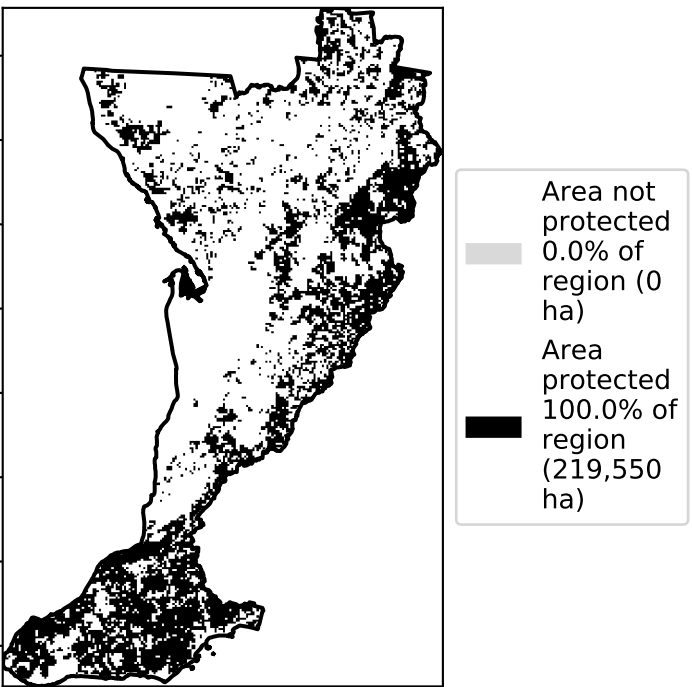 Area not
protected
0.0% of
region (0
ha)
Area
protected
100.0% of
region
(219,550
ha)